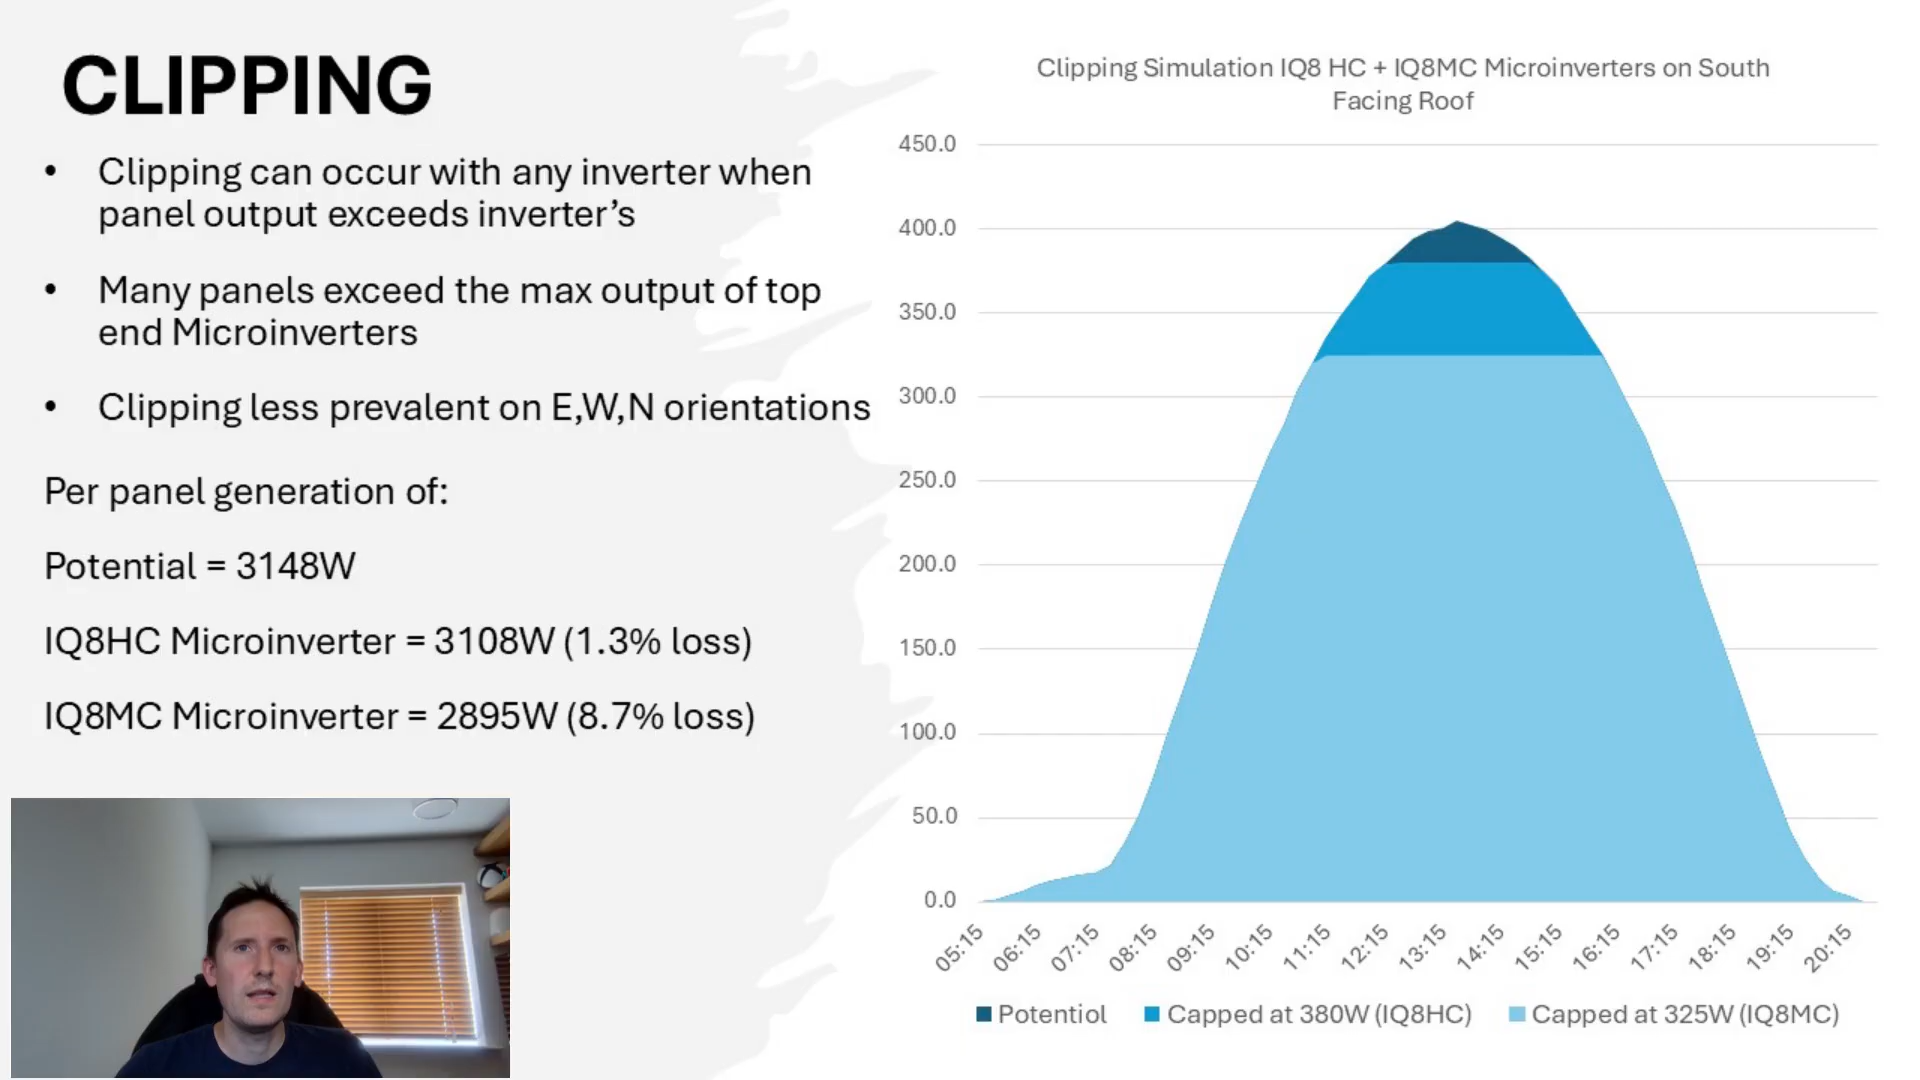 CLIPPING
• Clipping can occur with any inverter when
panel output exceeds inverter’s
• Many panels exceed the max output of top
end Microinverters
• Clipping less prevalent on E,W,N orientations
Per panel generation of:
Potential = 3148W
IQ8HC Microinverter = 3108W (1.3% loss)
IQ8MC Microinverter = 2895W (8.7% loss)
Clipping Simulation IQ8 HC + IQ8MC Microinverters on South
Facing Roof
450.0
400.0
350.0
300.0
250.0
200.0
150.0
100.0
50.0
0.0
05:15 06:15 07:15 08:15 09:15 10:15 11:15 12:15 13:15 14:15 15:15 16:15 17:15 18:15 19:15 20:15
Potentiol Capped at 380W (IQ8HC) Capped at 325W (IQ8MC)